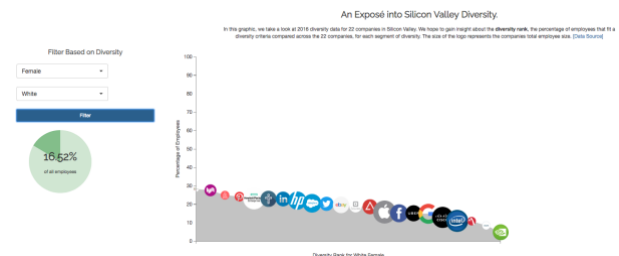 An Exposé into Silicon Valley Diversity.
In this graphic, we take a look at 2016 diversity data for 22 companies in Silicon Valley. We hope to gain insight about the diversity rank, the percentage of employees that fit a
diversity criteria compared across the 22 companies, for each segment of diversity. The size of the logo represents the companies total employee size. [Data Source]
Filter Based on Diversity
Female
White
Filter
16.52%
of all employees
Percentage of Employees
100
90
80
70
60
50
40
30
20
10
0
in
hp
ebay
intel
Diversity Rank for White Female